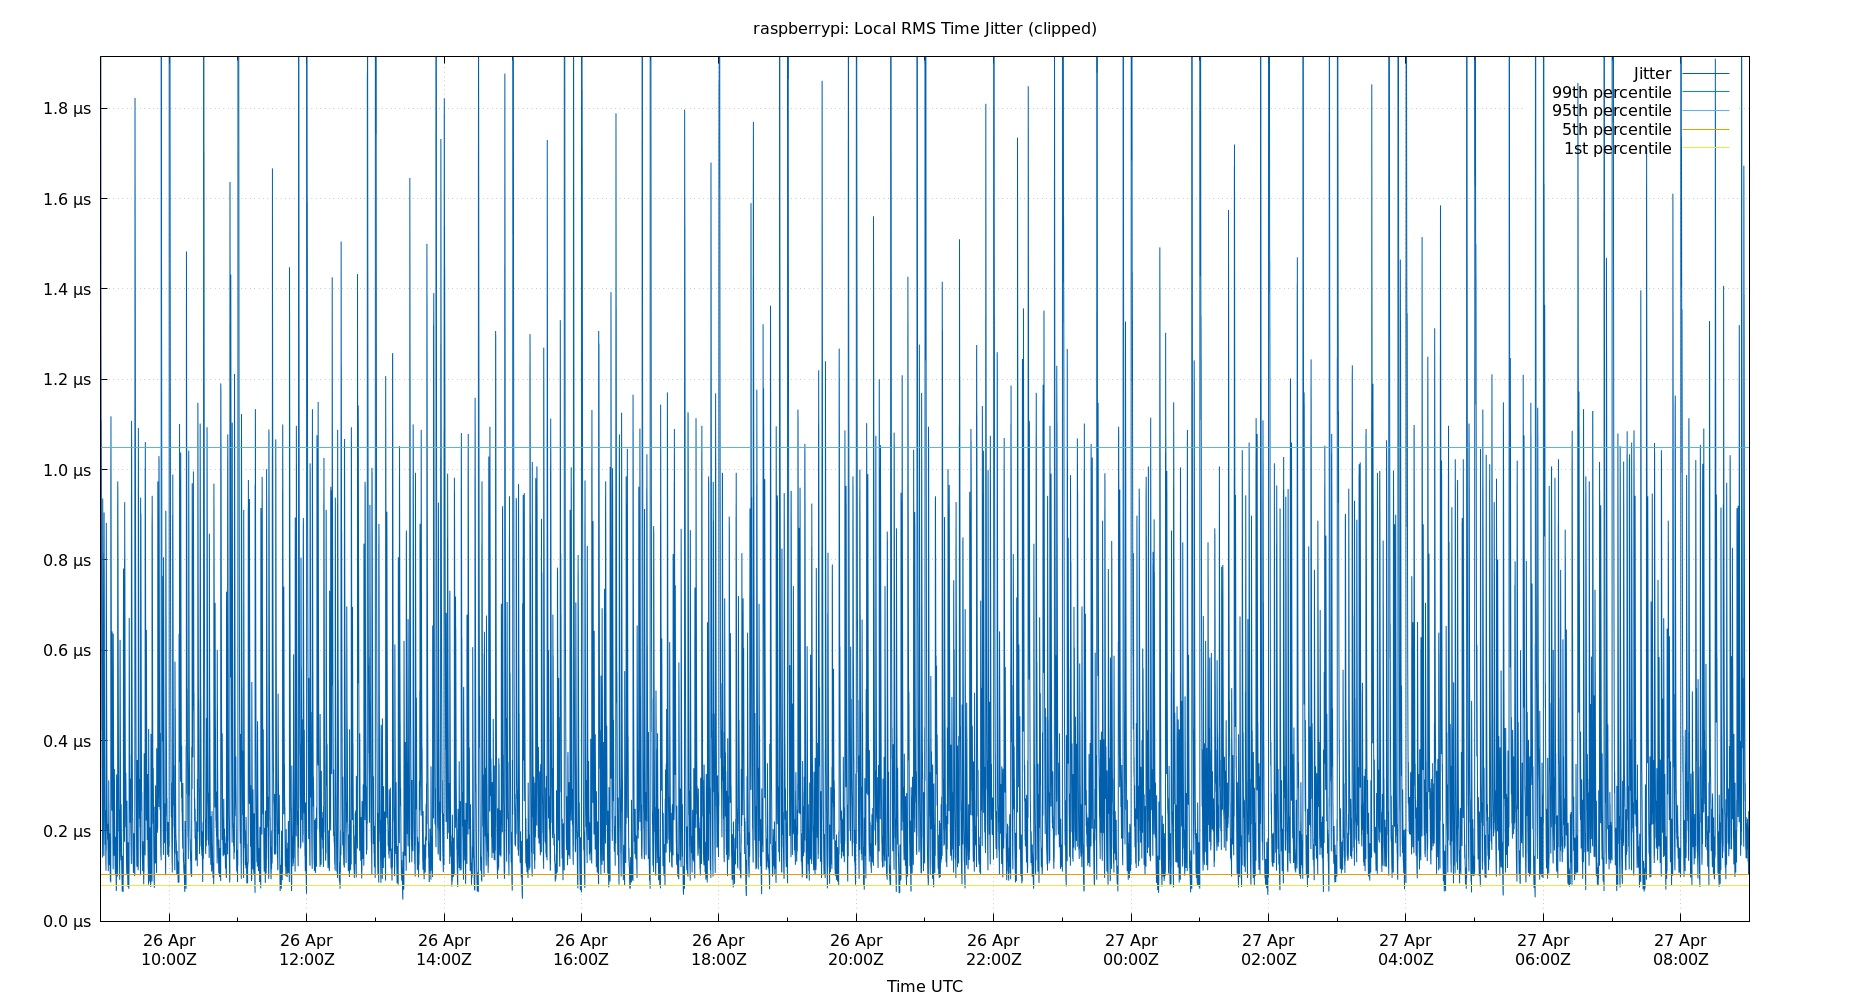 raspberrypi: Local RMS Time Jitter (clipped)
Jitter
99th percentile
95th percentile
5th percentile
1st percentile
1.8 µs
1.6 µs
1.4 µs
1.2 µs
1.0 µs
0.8 µs
0.6 µs
0.4 µs
0.2 µs
0.0 µs
26 Apr 26 Apr 26 Apr 26 Apr 26 Apr 26 Apr 26 Apr 27 Apr 27 Apr 27 Apr 27 Apr 27 Apr
10:00Z 12:00Z 14:00Z 16:00Z 18:00Z 20:00Z 22:00Z 00:00Z 02:00Z 04:00Z 06:00Z 08:00Z
Time UTC